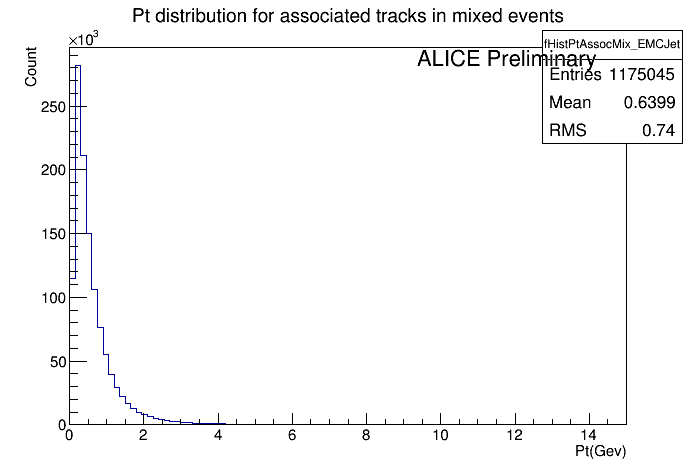 Pt distribution for associated tracks in mixed events
×10³
Count
ALICE Preliminary
fHistPtAssocMix_EMCJet
Entries 1175045
Mean 0.6399
RMS 0.74
250
200
150
100
50
0
0 2 4 6 8 10 12 14
Pt(Gev)